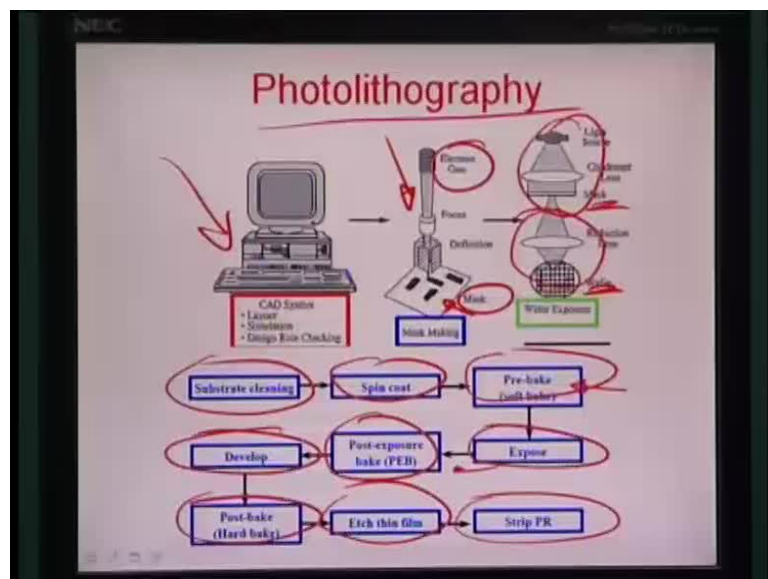 NEC
Photolithography
Light
Source
Electron
Gun
Condenser
Lens
Mask
Focus
Reduction
Lens
Deflection
Wafer
Mask
CAD System
• Layout
• Simulation
• Design Rule Checking
Mask Making
Wafer Exposure
Substrate cleaning
Spin coat
Pre-bake
(soft bake)
Develop
Post-exposure
bake (PEB)
Expose
Post-bake
(Hard bake)
Etch thin film
Strip PR